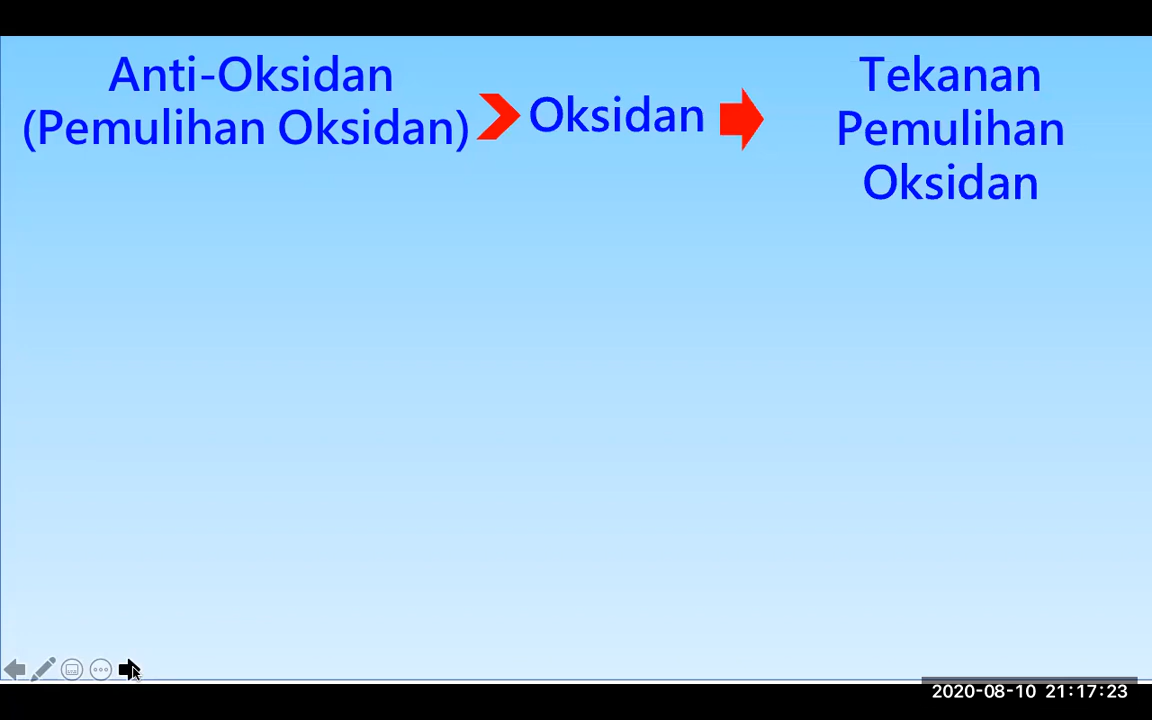 Anti-Oksidan
(Pemulihan Oksidan)
Oksidan
Tekanan
Pemulihan
Oksidan
2020-08-10 21:17:23